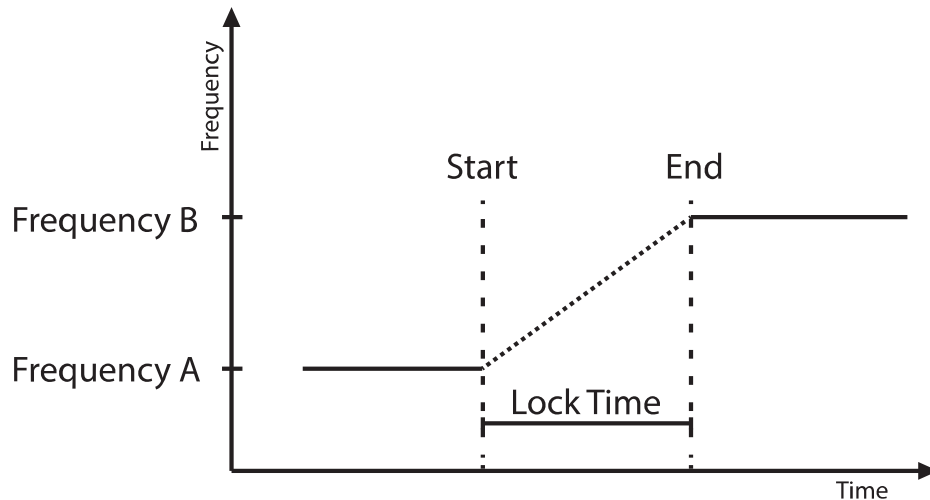 Frequency
Start
End
Frequency B
Frequency A
Lock Time
Time